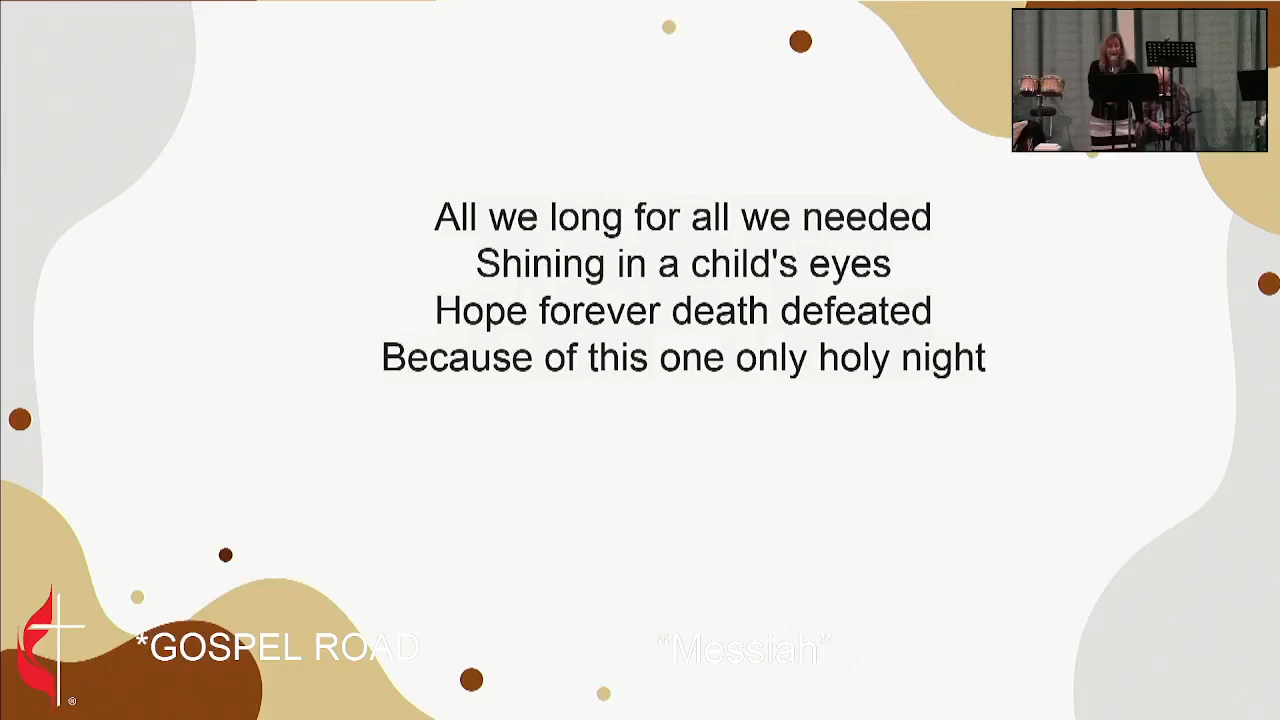 All we long for all we needed
Shining in a child's eyes
Hope forever death defeated
Because of this one only holy night
*GOSPEL ROAD
"Messiah"
®